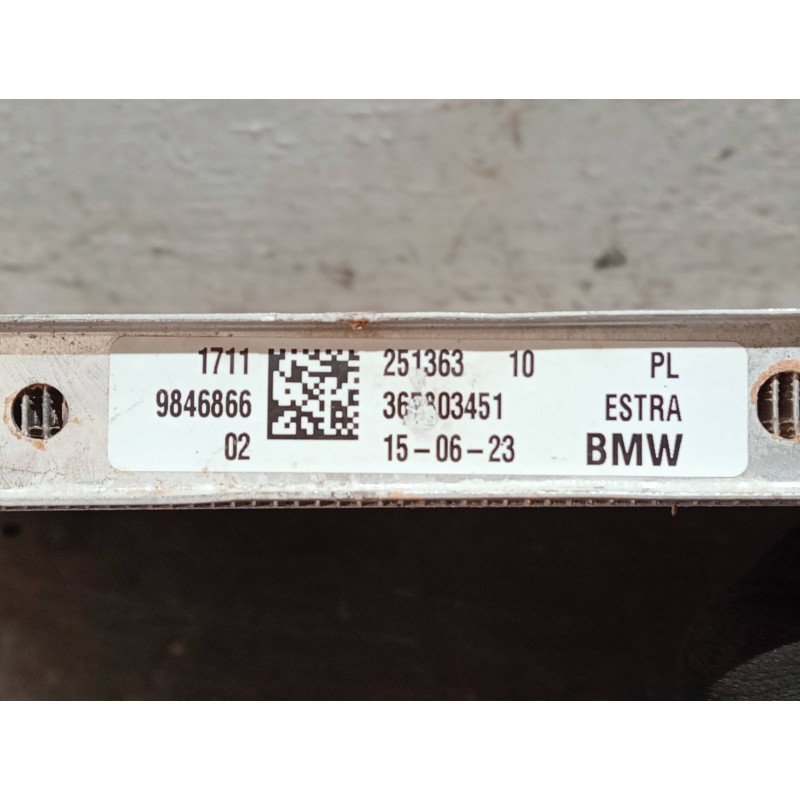 1711 251363 10 PL
9846866 ESTRA
02 15-06-23 BMW